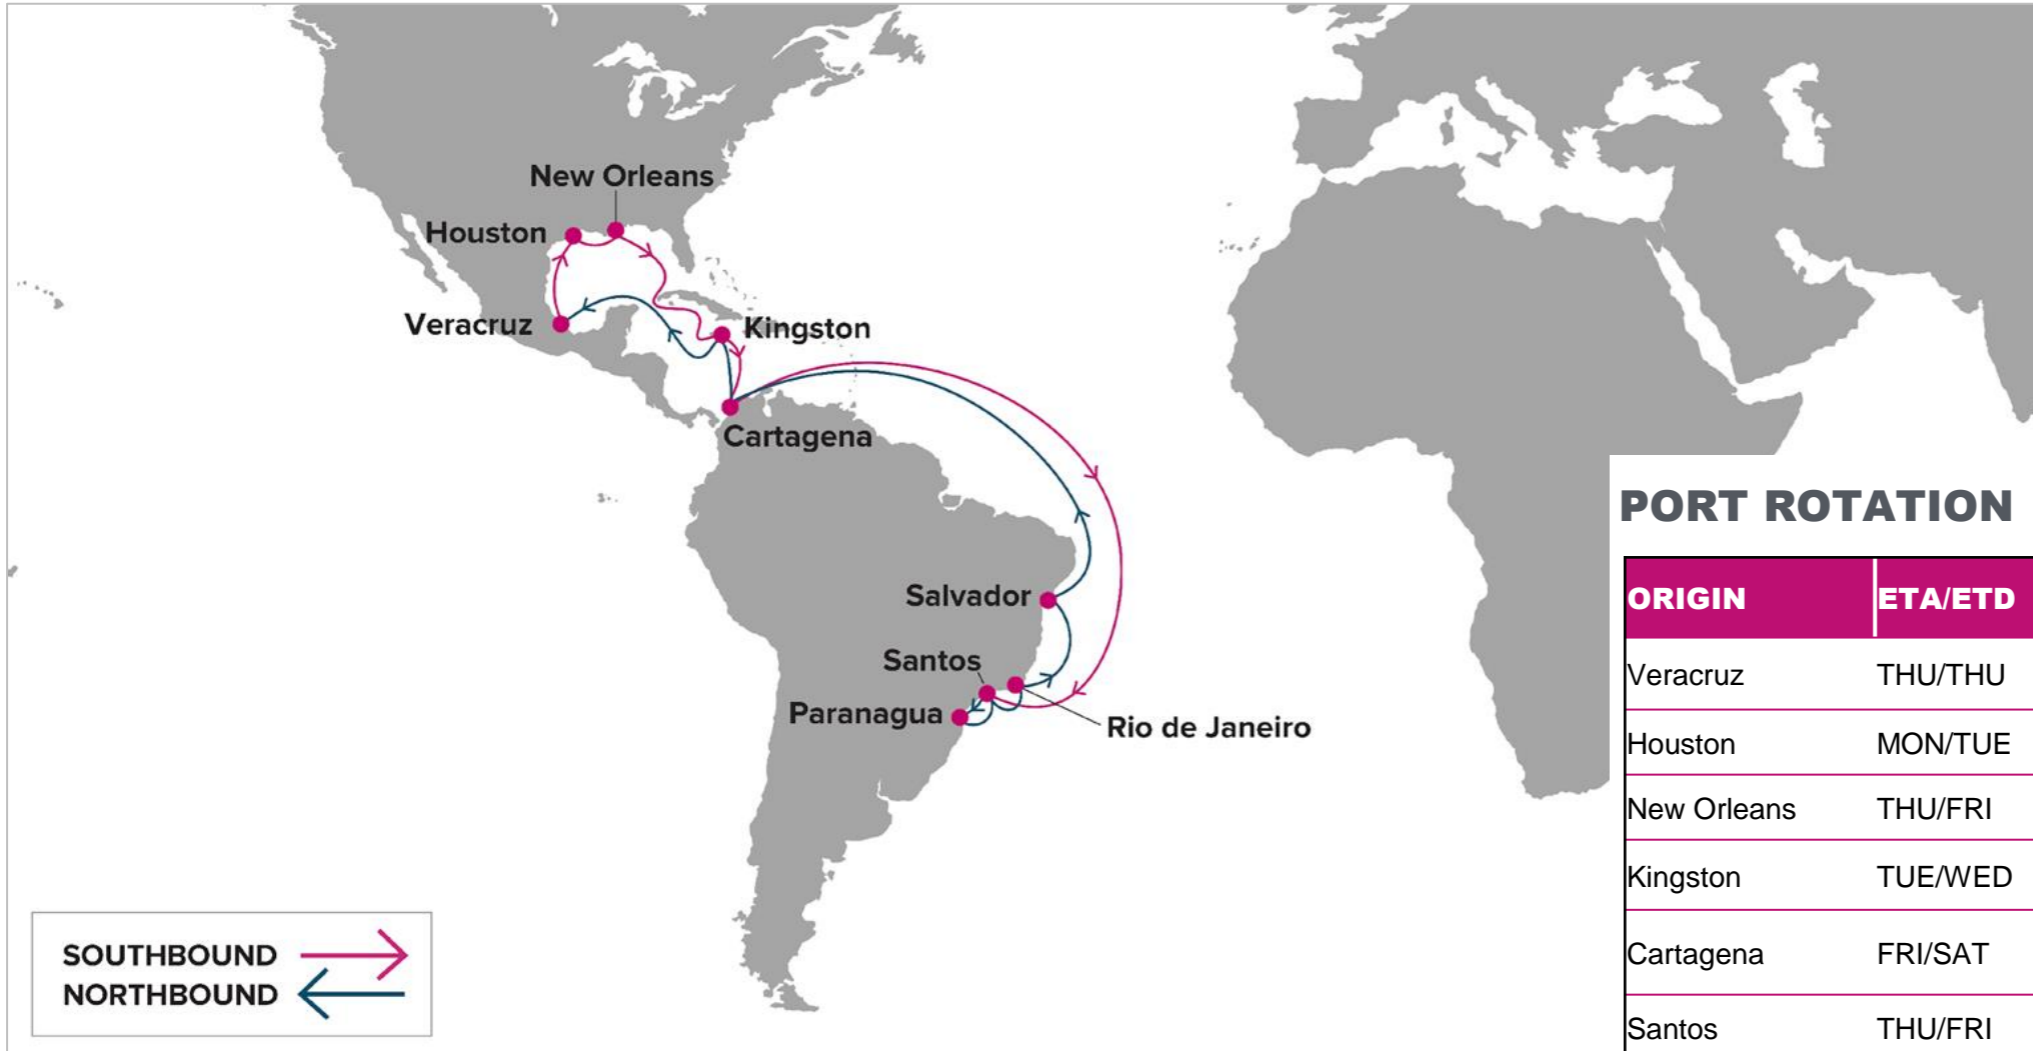 New Orleans
Houston
Veracruz
Kingston
Cartagena
Salvador
Santos
Paranagua
Rio de Janeiro
SOUTHBOUND
NORTHBOUND
PORT ROTATION
ORIGIN ETA/ETD
Veracruz THU/THU
Houston MON/TUE
New Orleans THU/FRI
Kingston TUE/WED
Cartagena FRI/SAT
Santos THU/FRI